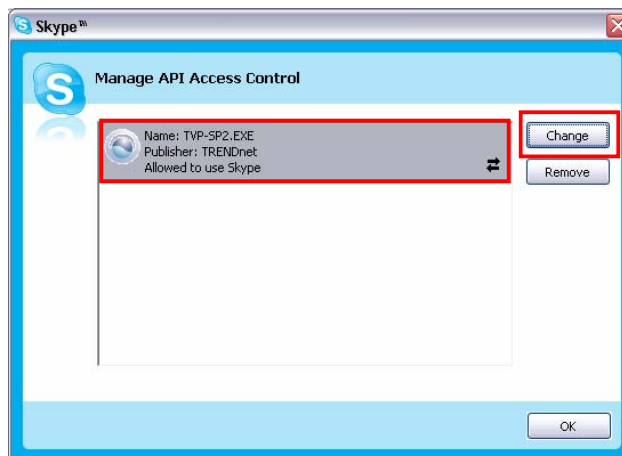 Skype™
Manage API Access Control
Name: TVP-SP2.EXE
Publisher: TRENDnet
Allowed to use Skype
Change
Remove
OK